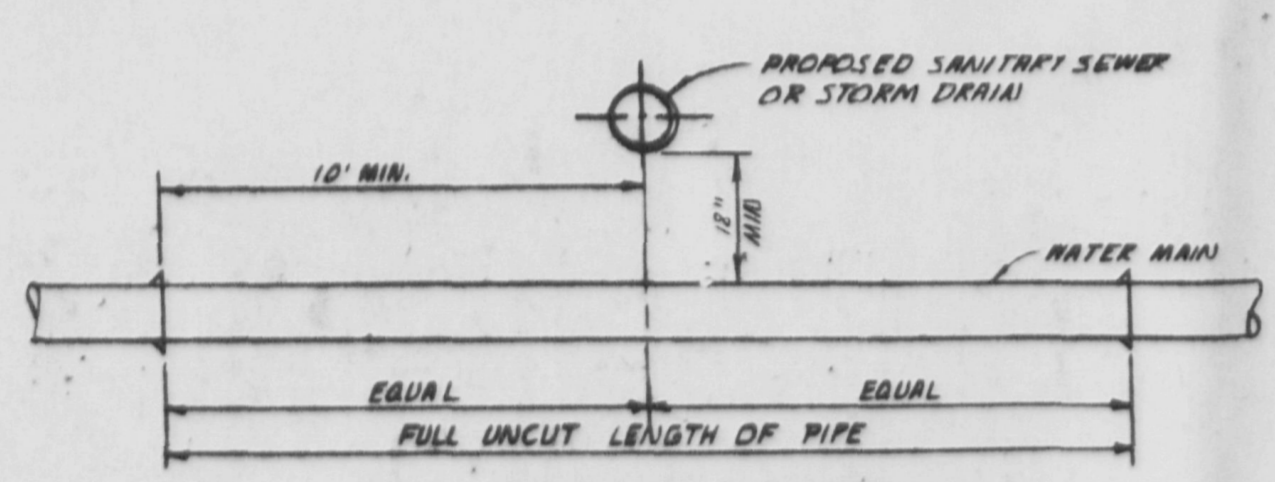 PROPOSED SANITARY SEWER
OR STORM DRAIN
10' MIN.
18"
MIN
WATER MAIN
EQUAL
EQUAL
FULL UNCUT LENGTH OF PIPE